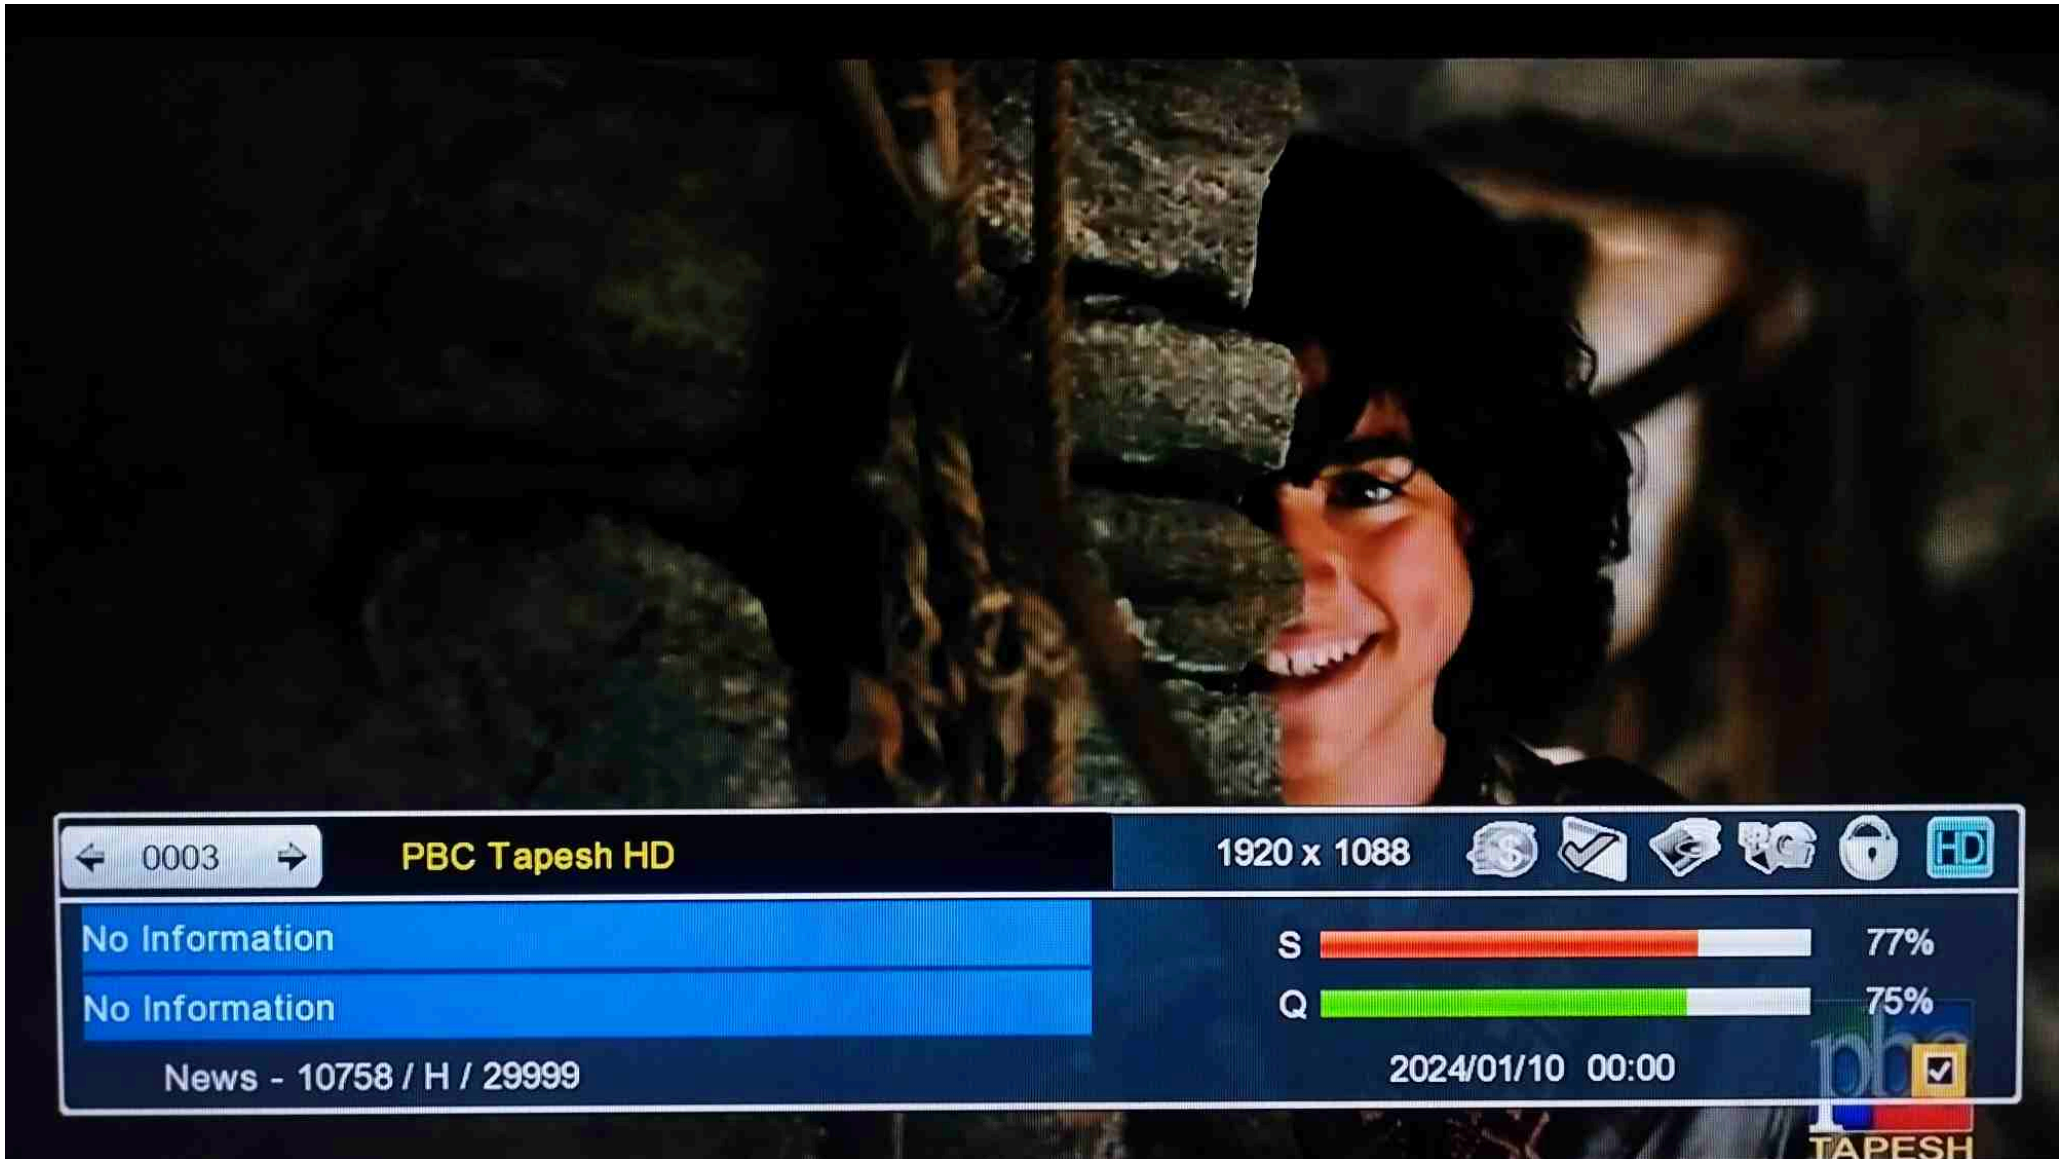 0003
PBC Tapesh HD
1920 x 1088
HD
No Information
S 77%
No Information
Q 75%
News - 10758 / H / 29999
2024/01/10 00:00
pbc
TAPESH